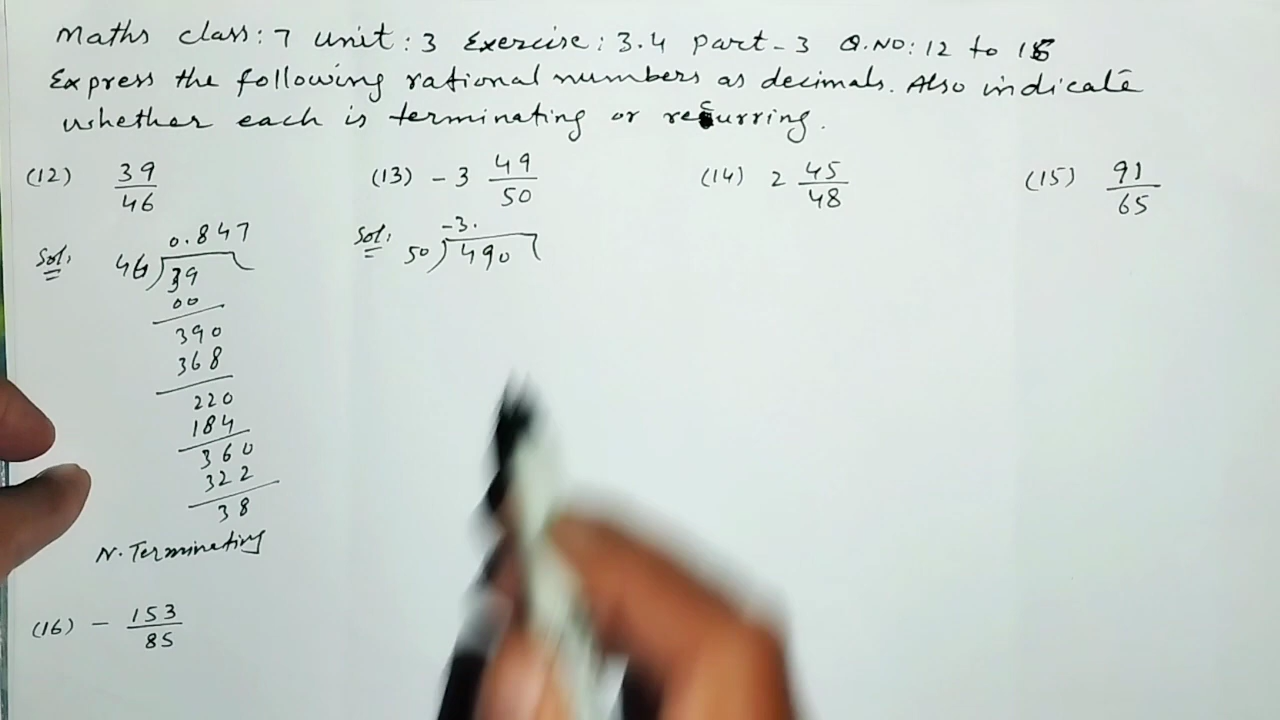 Maths class: 7 Unit: 3 Exercise: 3.4 Part-3 Q.NO: 12 to 16
Express the following rational numbers as decimals. Also indicate
whether each is terminating or recurring.
(12) 39/46
(13) -3 49/50
(14) 2 45/48
(15) 91/65
Sol,
0.847
46) 39
00
390
368
220
184
360
322
38
N. Terminating
Sol,
-3.
50) 490
(16) - 153/85